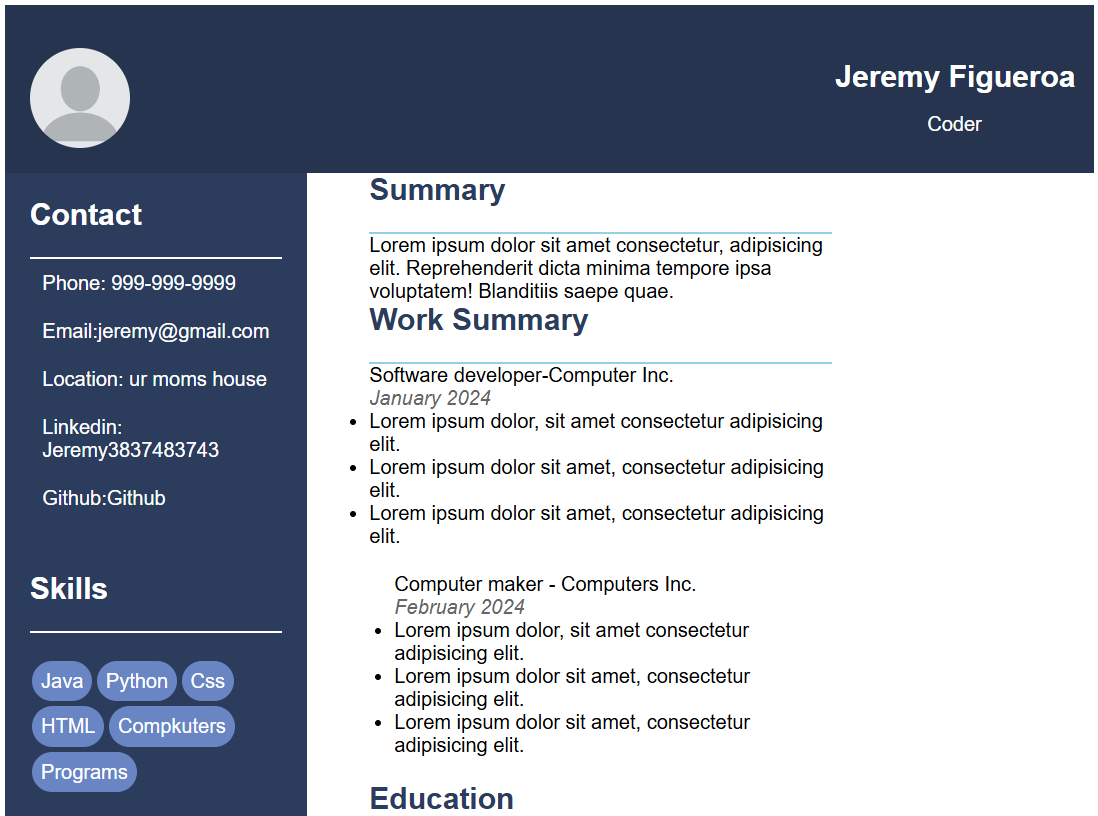 Jeremy Figueroa
Coder
Contact
Phone: 999-999-9999
Email:jeremy@gmail.com
Location: ur moms house
Linkedin:
Jeremy3837483743
Github:Github
Skills
Java Python Css
HTML Compkuters
Programs
Summary
Lorem ipsum dolor sit amet consectetur, adipisicing
elit. Reprehenderit dicta minima tempore ipsa
voluptatem! Blanditiis saepe quae.
Work Summary
Software developer-Computer Inc.
January 2024
• Lorem ipsum dolor, sit amet consectetur adipisicing
elit.
• Lorem ipsum dolor sit amet, consectetur adipisicing
elit.
• Lorem ipsum dolor sit amet, consectetur adipisicing
elit.
Computer maker - Computers Inc.
February 2024
• Lorem ipsum dolor, sit amet consectetur
adipisicing elit.
• Lorem ipsum dolor sit amet, consectetur
adipisicing elit.
• Lorem ipsum dolor sit amet, consectetur
adipisicing elit.
Education